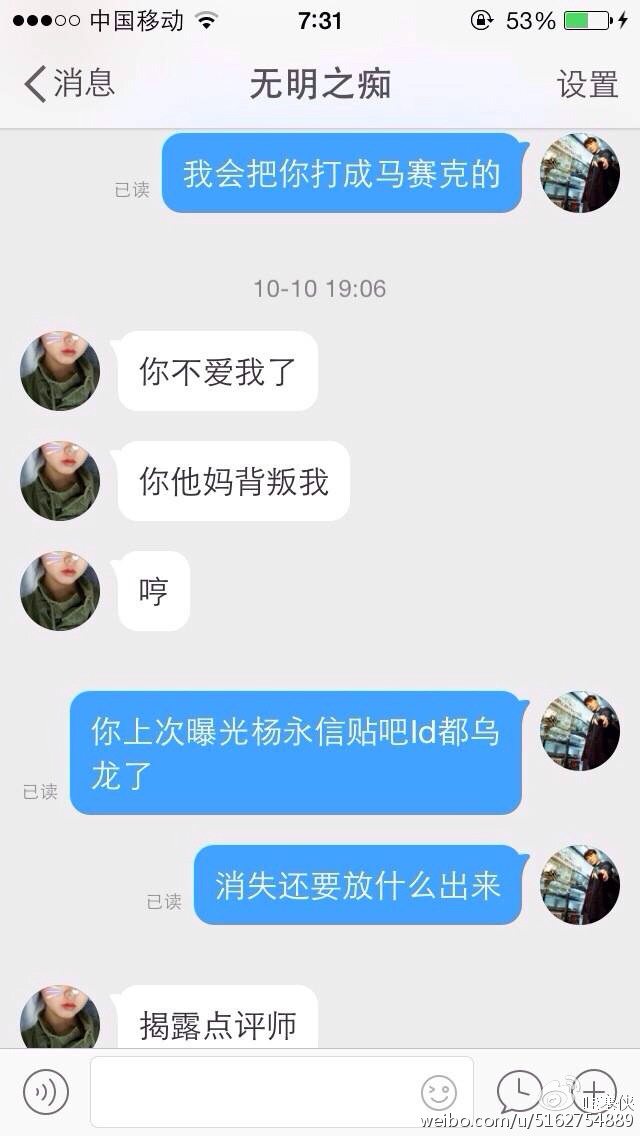 中国移动 7:31 53%
消息 无明之痴 设置
我会把你打成马赛克的
已读
10-10 19:06
你不爱我了
你他妈背叛我
哼
你上次曝光杨永信贴吧Id都乌
龙了
已读
消失还要放什么出来
已读
揭露点评师
weibo.com/u/5162754889